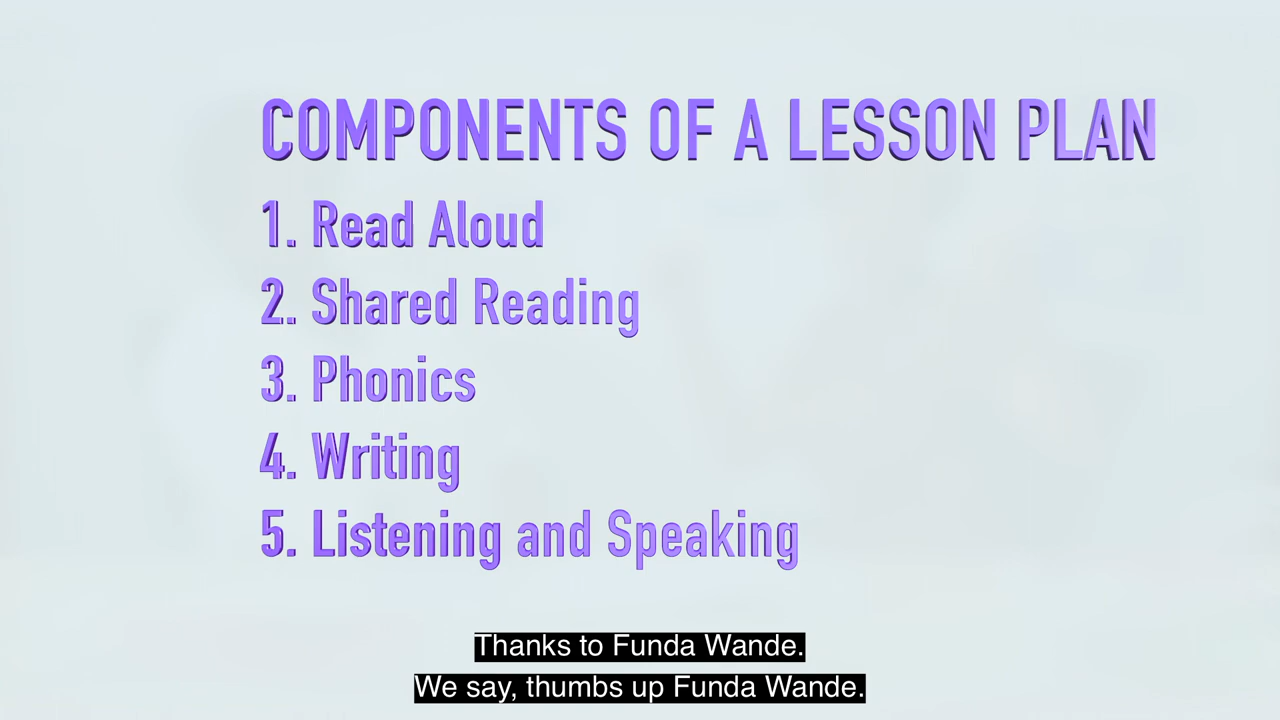 COMPONENTS OF A LESSON PLAN
1. Read Aloud
2. Shared Reading
3. Phonics
4. Writing
5. Listening and Speaking
Thanks to Funda Wande.
We say, thumbs up Funda Wande.